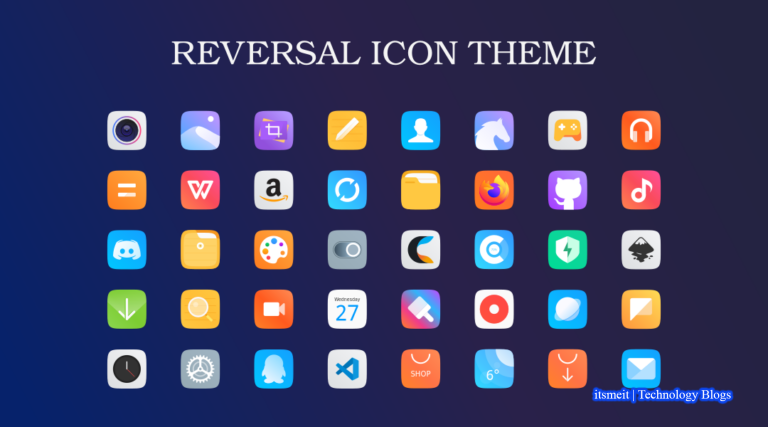 REVERSAL ICON THEME
a
Wednesday
27
SHOP
6°
itsmeit | Technology Blogs